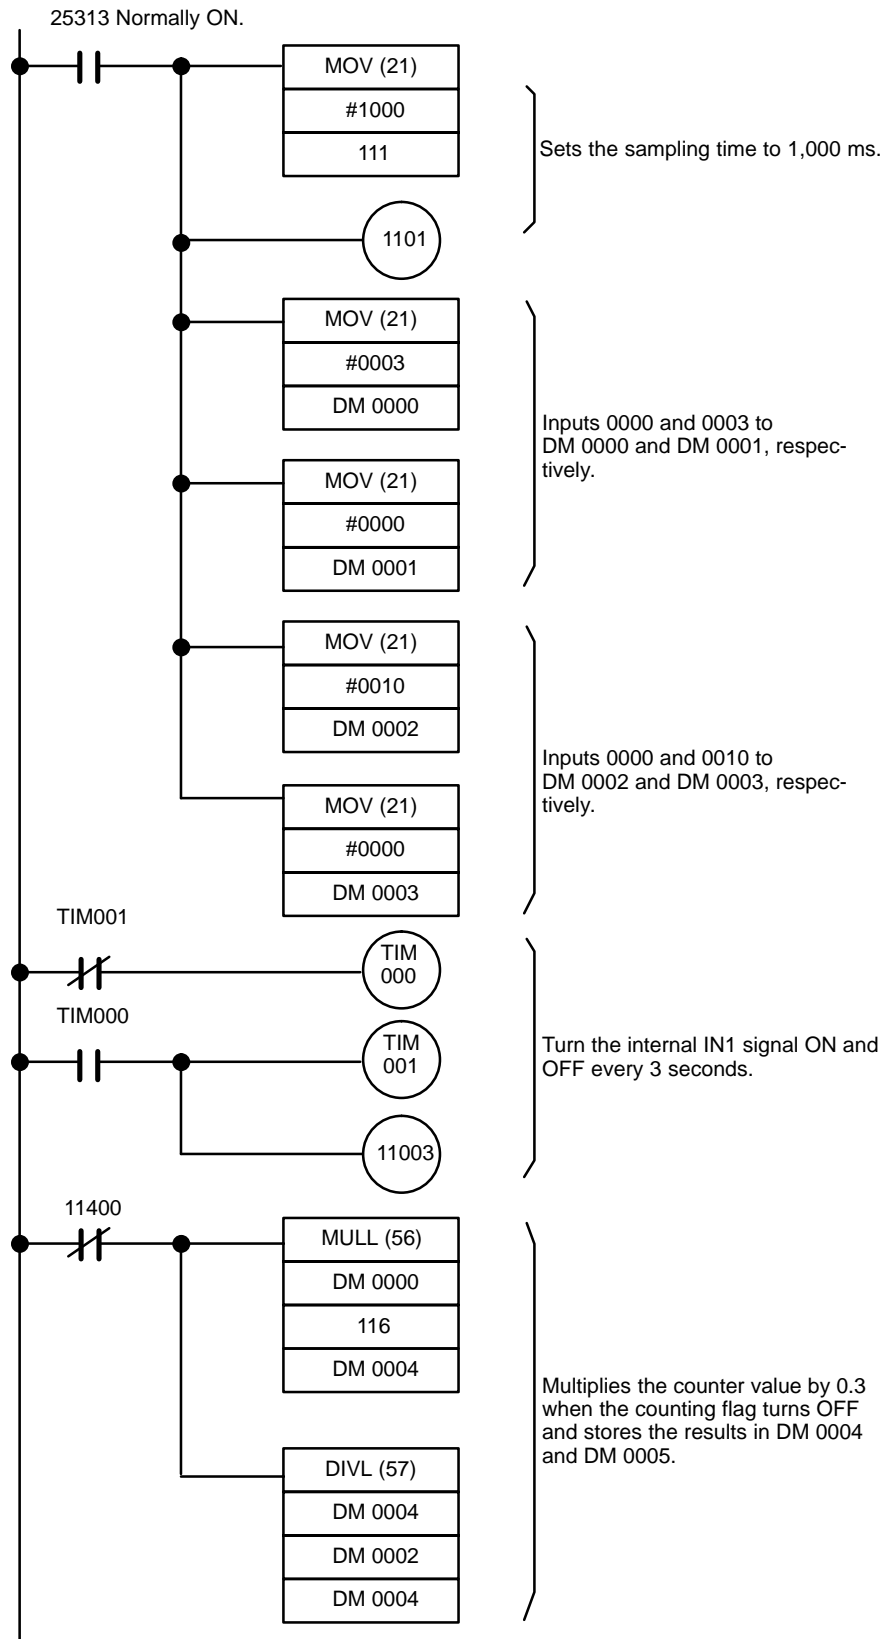 25313 Normally ON.
MOV (21)
#1000
111
Sets the sampling time to 1,000 ms.
1101
MOV (21)
#0003
DM 0000
Inputs 0000 and 0003 to
DM 0000 and DM 0001, respec-
tively.
MOV (21)
#0000
DM 0001
MOV (21)
#0010
DM 0002
Inputs 0000 and 0010 to
DM 0002 and DM 0003, respec-
tively.
MOV (21)
#0000
DM 0003
TIM001
TIM
000
TIM000
TIM
001
Turn the internal IN1 signal ON and
OFF every 3 seconds.
11003
11400
MULL (56)
DM 0000
116
DM 0004
Multiplies the counter value by 0.3
when the counting flag turns OFF
and stores the results in DM 0004
and DM 0005.
DIVL (57)
DM 0004
DM 0002
DM 0004